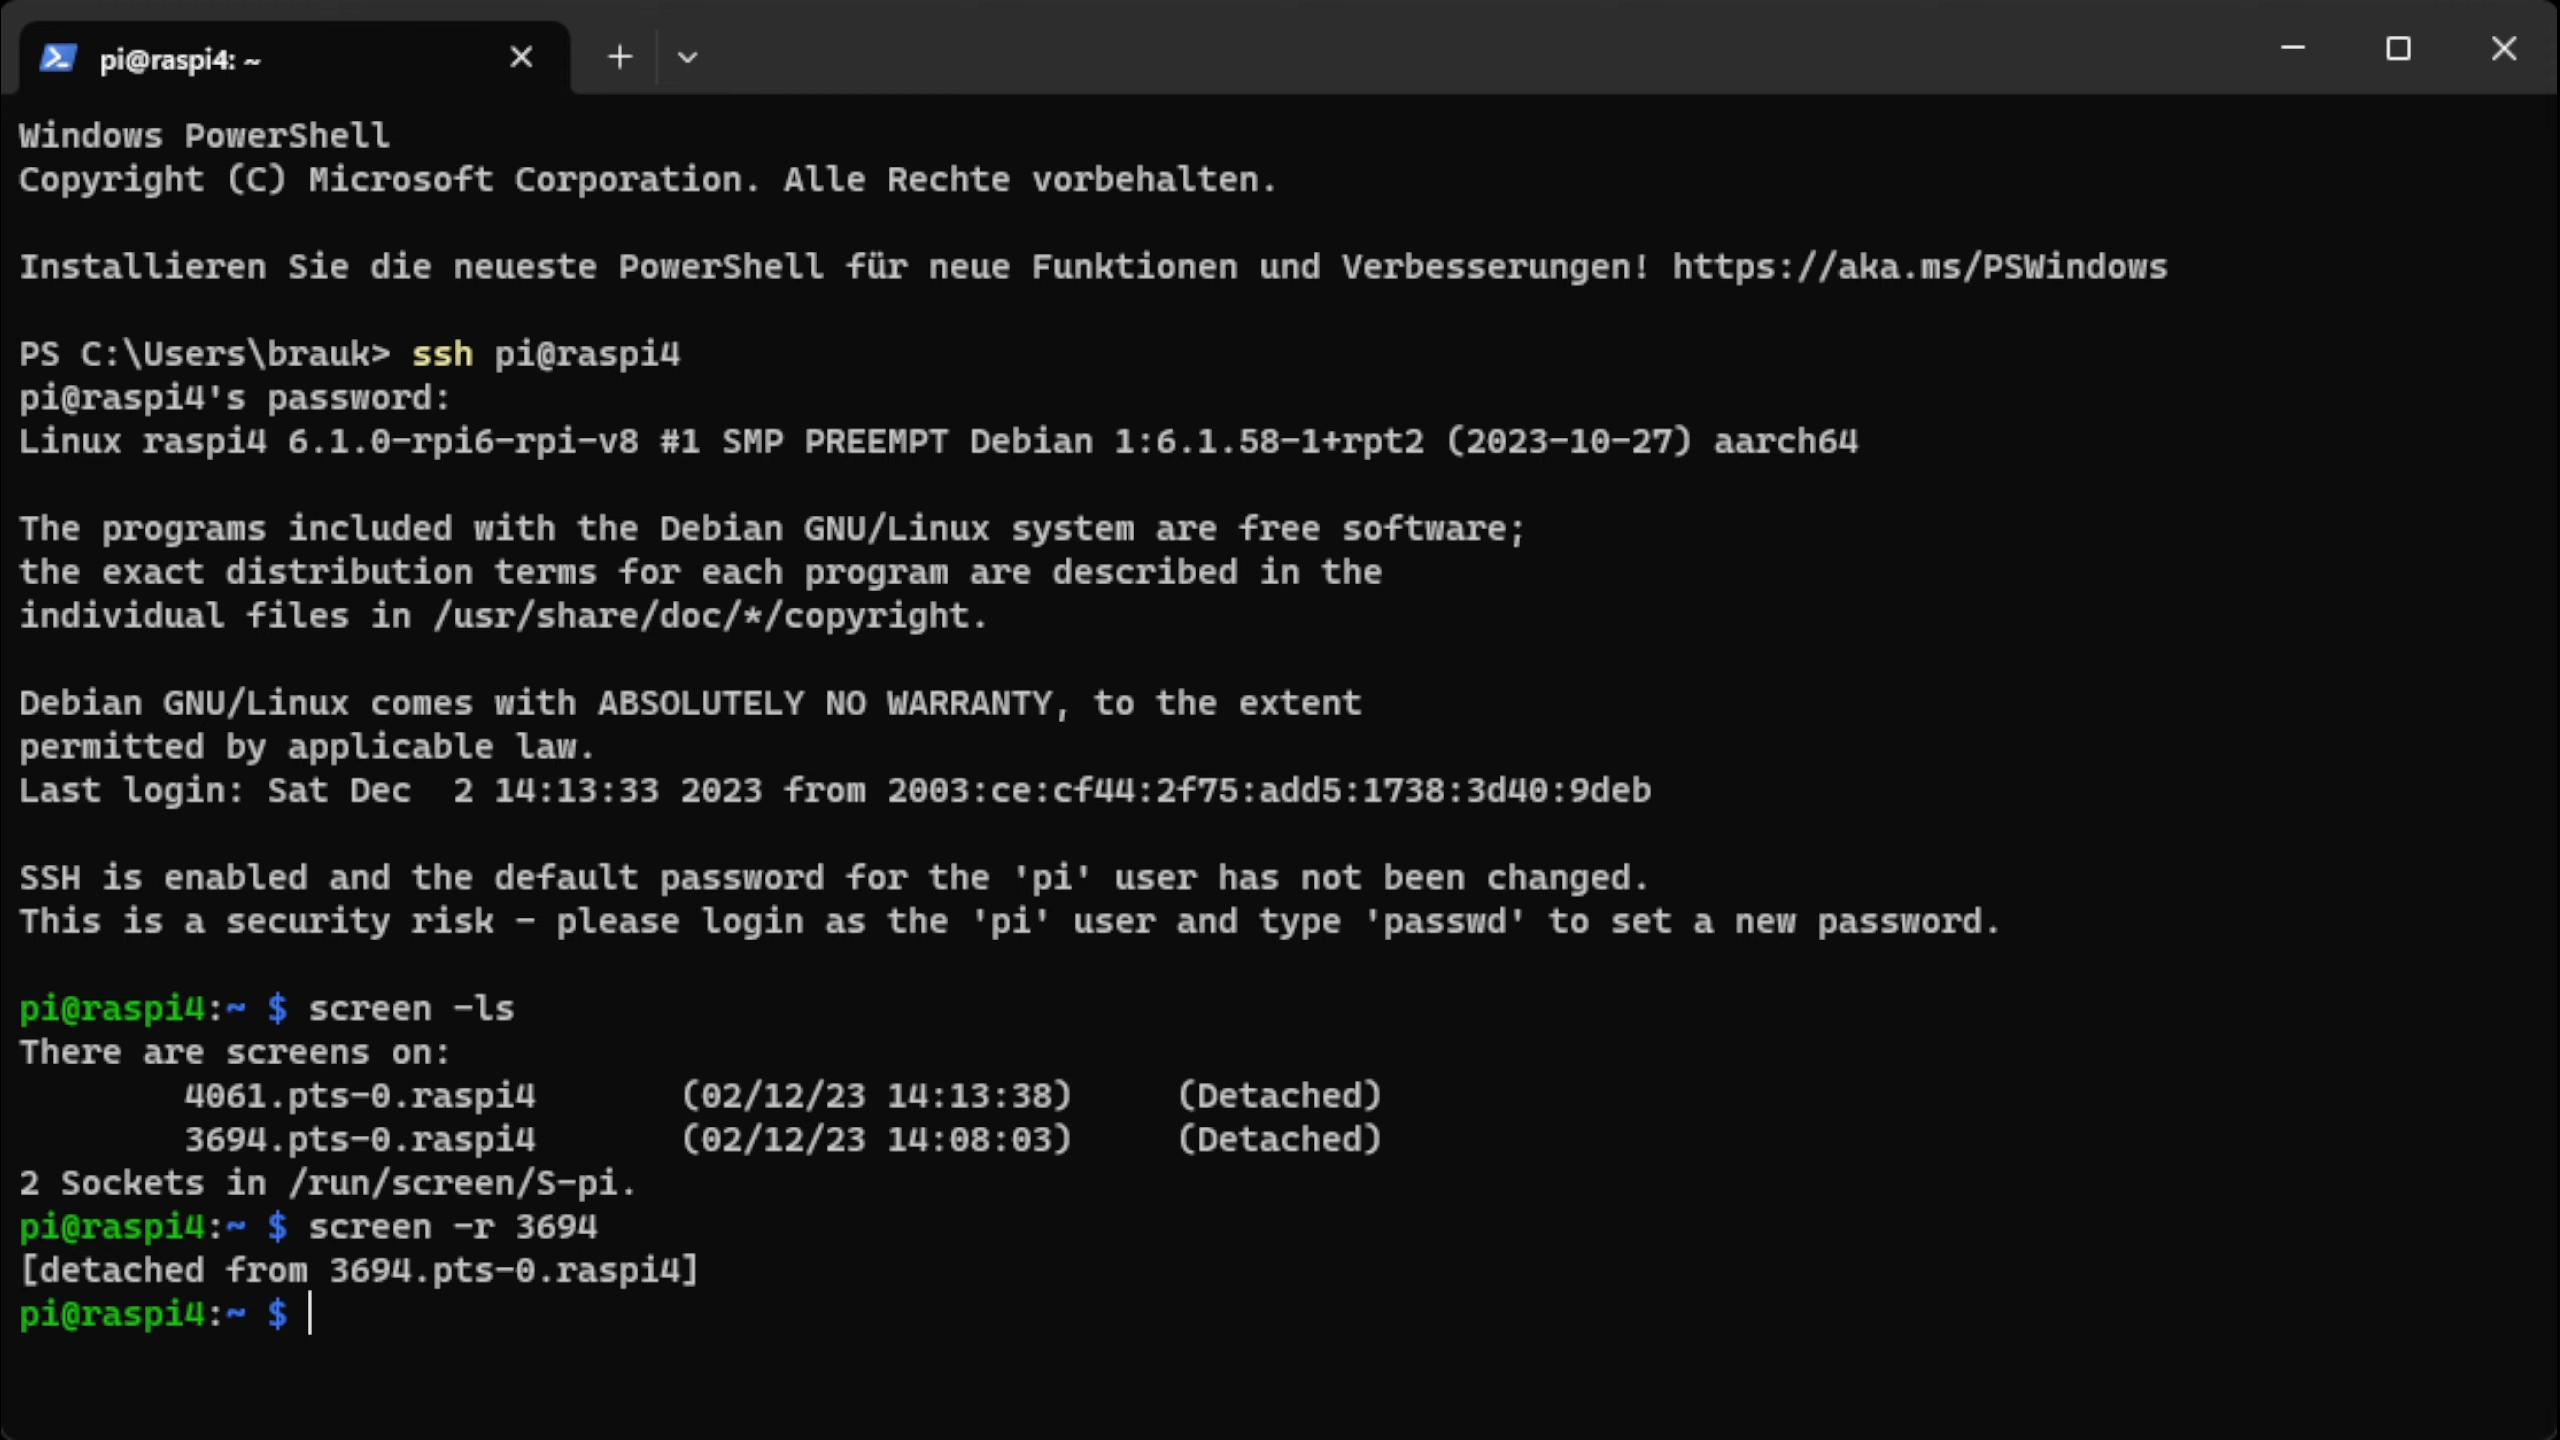 pi@raspi4: ~
Windows PowerShell
Copyright (C) Microsoft Corporation. Alle Rechte vorbehalten.
Installieren Sie die neueste PowerShell für neue Funktionen und Verbesserungen! https://aka.ms/PSWindows
PS C:\Users\brauk> ssh pi@raspi4
pi@raspi4's password:
Linux raspi4 6.1.0-rpi6-rpi-v8 #1 SMP PREEMPT Debian 1:6.1.58-1+rpt2 (2023-10-27) aarch64
The programs included with the Debian GNU/Linux system are free software;
the exact distribution terms for each program are described in the
individual files in /usr/share/doc/*/copyright.
Debian GNU/Linux comes with ABSOLUTELY NO WARRANTY, to the extent
permitted by applicable law.
Last login: Sat Dec  2 14:13:33 2023 from 2003:ce:cf44:2f75:add5:1738:3d40:9deb
SSH is enabled and the default password for the 'pi' user has not been changed.
This is a security risk - please login as the 'pi' user and type 'passwd' to set a new password.
pi@raspi4:~ $ screen -ls
There are screens on:
        4061.pts-0.raspi4       (02/12/23 14:13:38)     (Detached)
        3694.pts-0.raspi4       (02/12/23 14:08:03)     (Detached)
2 Sockets in /run/screen/S-pi.
pi@raspi4:~ $ screen -r 3694
[detached from 3694.pts-0.raspi4]
pi@raspi4:~ $